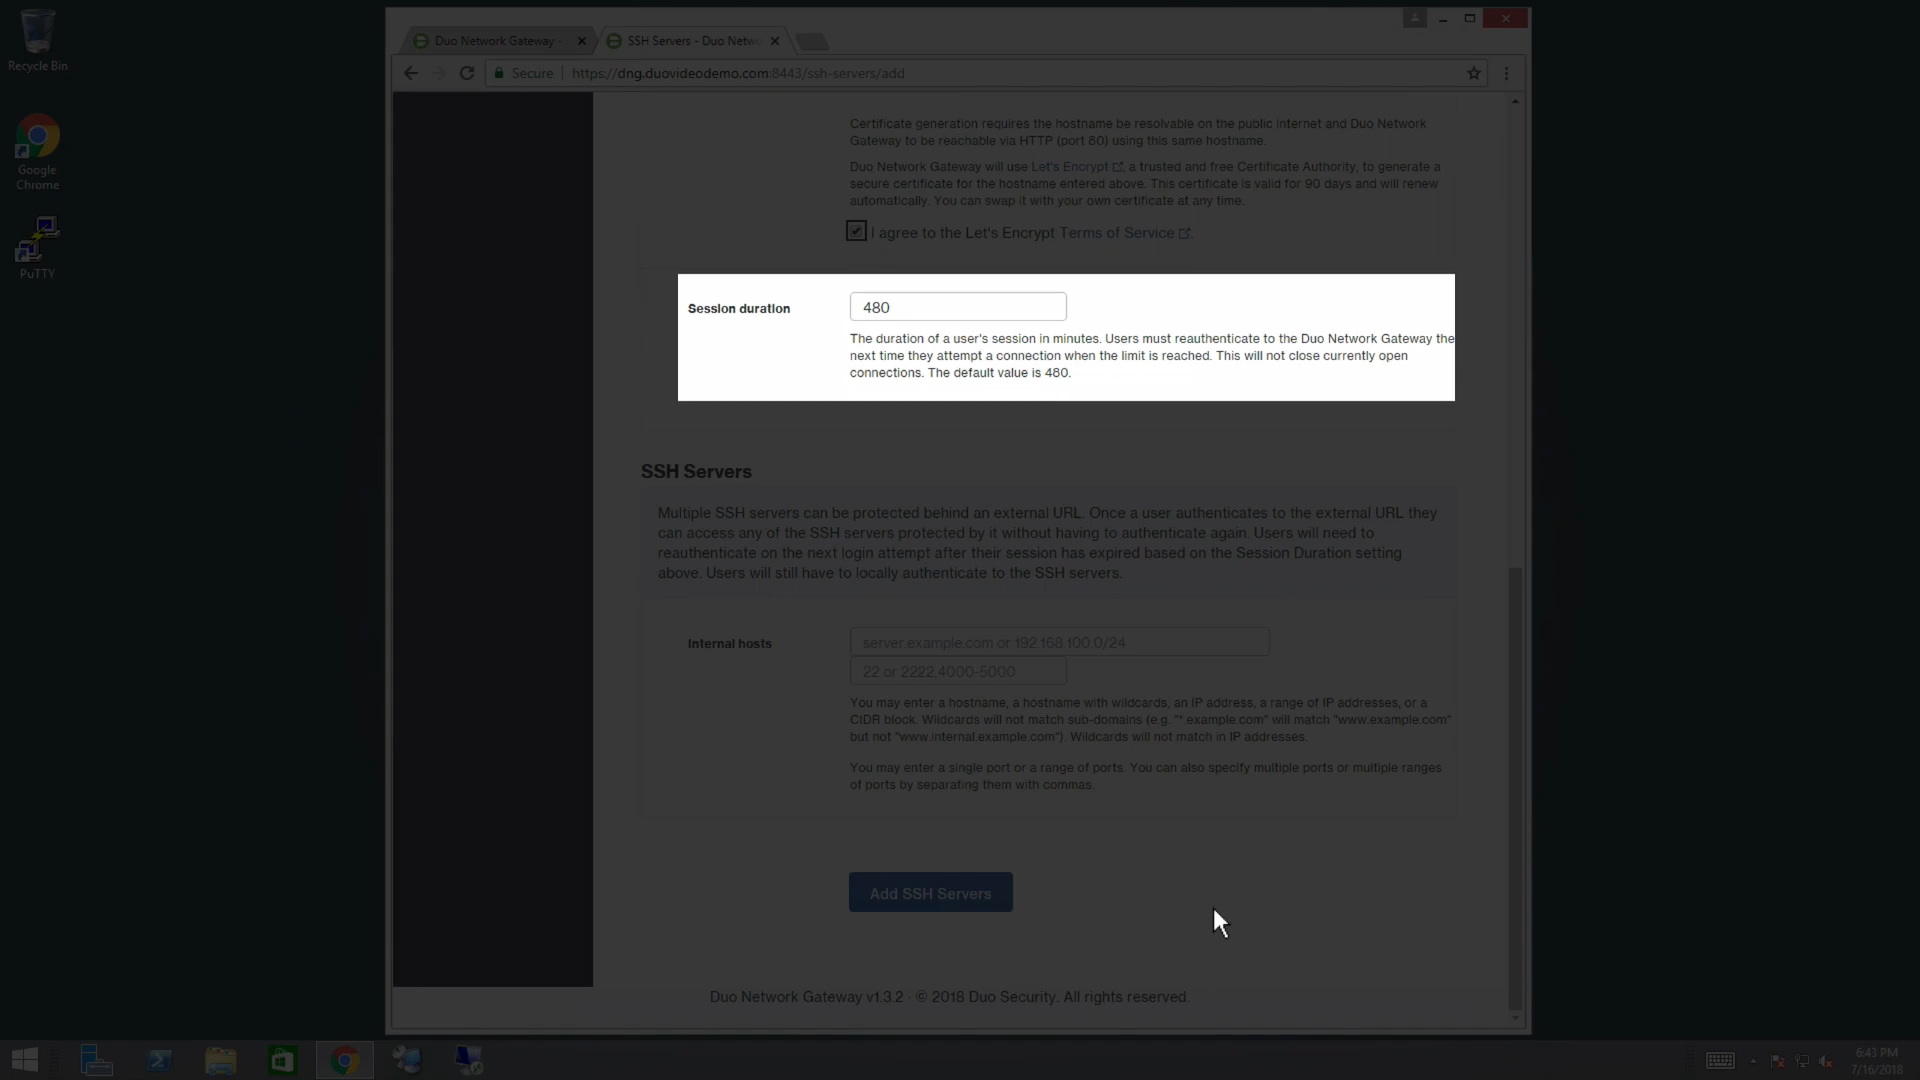 Recycle Bin
Google
Chrome
PuTTY
Duo Network Gateway -
SSH Servers - Duo Netwo
Secure
https://dng.duovideodemo.com:8443/ssh-servers/add
Certificate generation requires the hostname be resolvable on the public internet and Duo Network
Gateway to be reachable via HTTP (port 80) using this same hostname.
Duo Network Gateway will use Let's Encrypt, a trusted and free Certificate Authority, to generate a
secure certificate for the hostname entered above. This certificate is valid for 90 days and will renew
automatically. You can swap it with your own certificate at any time.
I agree to the Let's Encrypt Terms of Service.
Session duration
480
The duration of a user's session in minutes. Users must reauthenticate to the Duo Network Gateway the
next time they attempt a connection when the limit is reached. This will not close currently open
connections. The default value is 480.
SSH Servers
Multiple SSH servers can be protected behind an external URL. Once a user authenticates to the external URL they
can access any of the SSH servers protected by it without having to authenticate again. Users will need to
reauthenticate on the next login attempt after their session has expired based on the Session Duration setting
above. Users will still have to locally authenticate to the SSH servers.
Internal hosts
server.example.com or 192.168.100.0/24
22 or 2222,4000-5000
You may enter a hostname, a hostname with wildcards, an IP address, a range of IP addresses, or a
CIDR block. Wildcards will not match sub-domains (e.g. "*.example.com" will match "www.example.com"
but not "www.internal.example.com"). Wildcards will not match in IP addresses.
You may enter a single port or a range of ports. You can also specify multiple ports or multiple ranges
of ports by separating them with commas.
Add SSH Servers
Duo Network Gateway v1.3.2 · © 2018 Duo Security. All rights reserved.
6:43 PM
7/16/2018